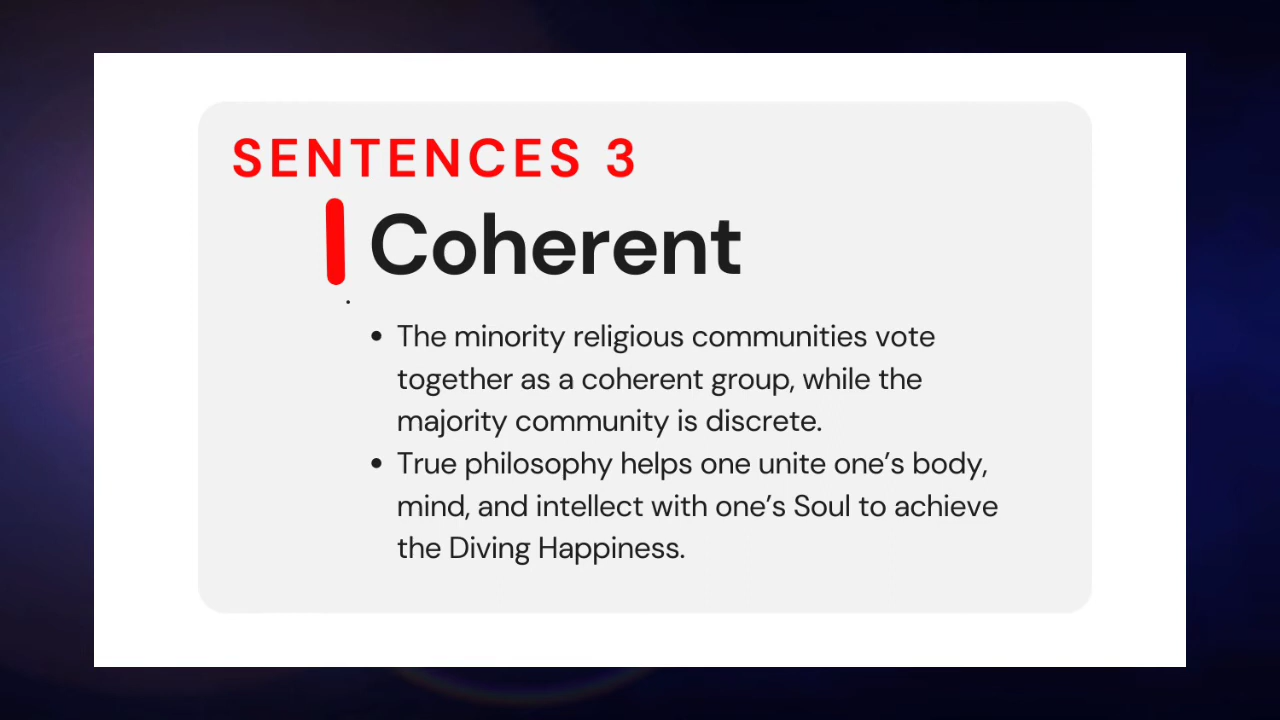 SENTENCES 3
Coherent
• The minority religious communities vote
together as a coherent group, while the
majority community is discrete.
• True philosophy helps one unite one’s body,
mind, and intellect with one’s Soul to achieve
the Diving Happiness.